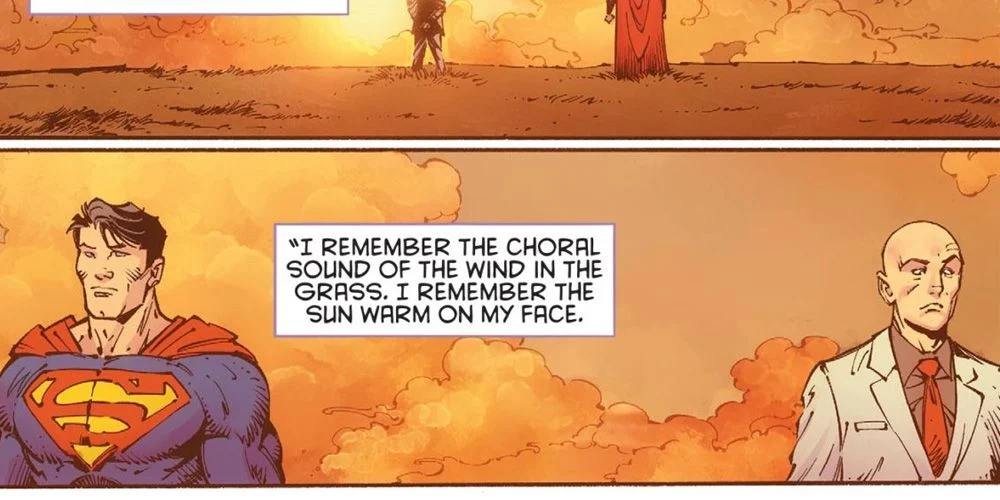 “I REMEMBER THE CHORAL
SOUND OF THE WIND IN THE
GRASS. I REMEMBER THE
SUN WARM ON MY FACE.